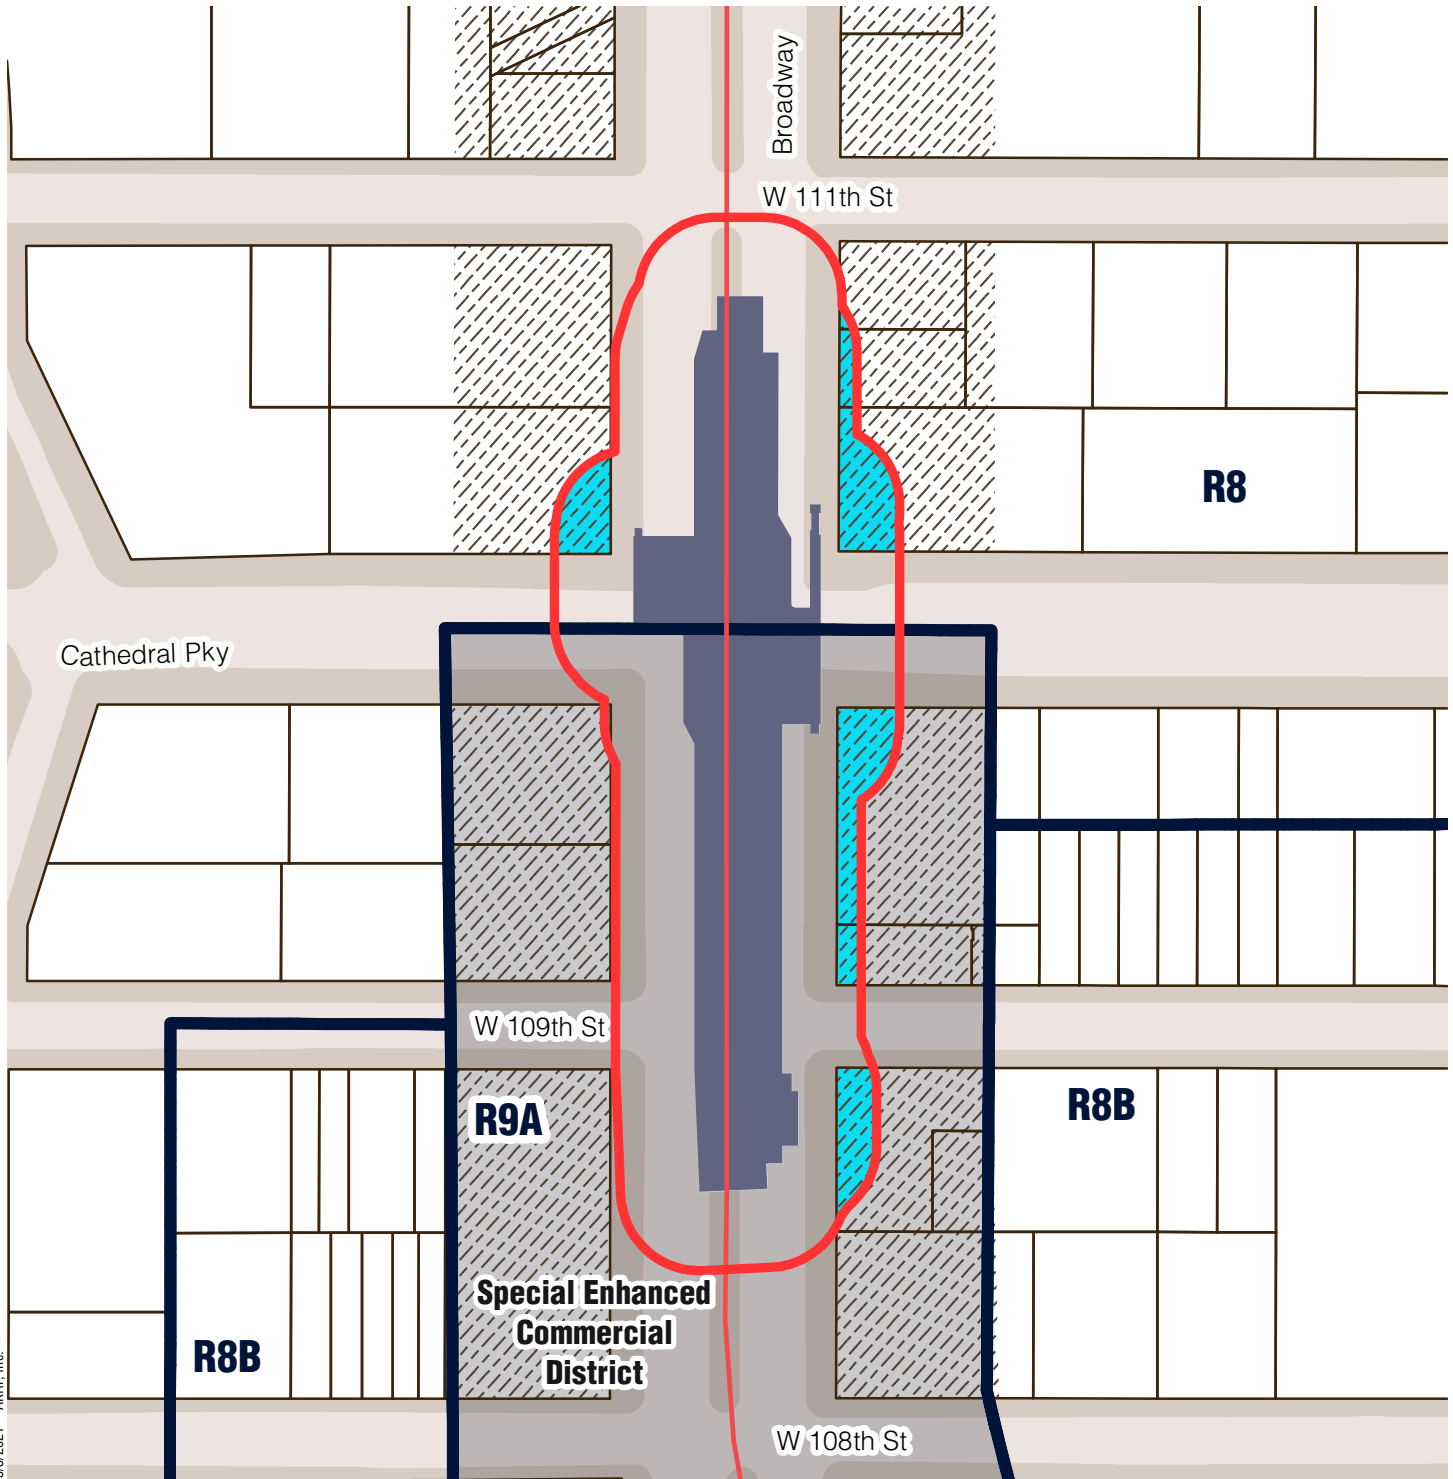 Broadway
W 111th St
R8
Cathedral Pky
W 109th St
R9A
R8B
Special Enhanced
Commercial
District
R8B
W 108th St